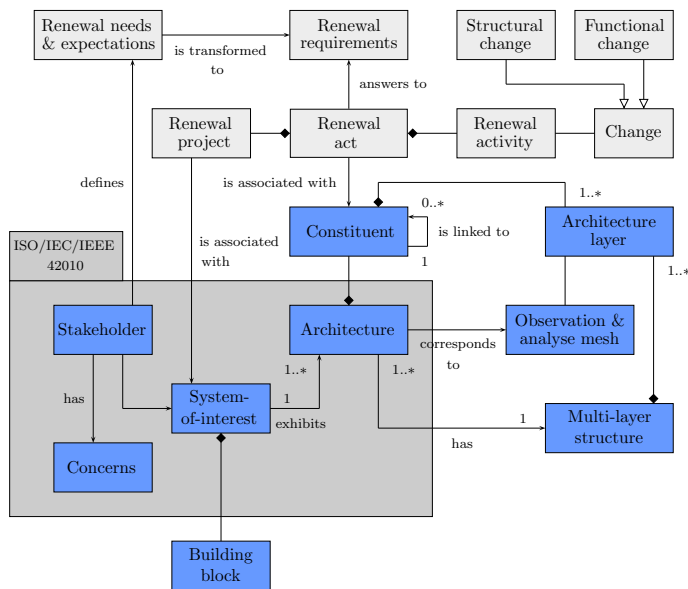 Renewal needs
& expectations
is transformed
to
Renewal
requirements
Structural
change
Functional
change
answers to
Renewal
project
Renewal
act
Renewal
activity
Change
defines
is associated with
0..*
1..*
ISO/IEC/IEEE
42010
is associated
with
Constituent
is linked to
1
Architecture
layer
1..*
Stakeholder
Architecture
Observation &
analyse mesh
corresponds
to
1..*
1..*
has
System-
of-interest
1
exhibits
1
Multi-layer
structure
has
Concerns
Building
block